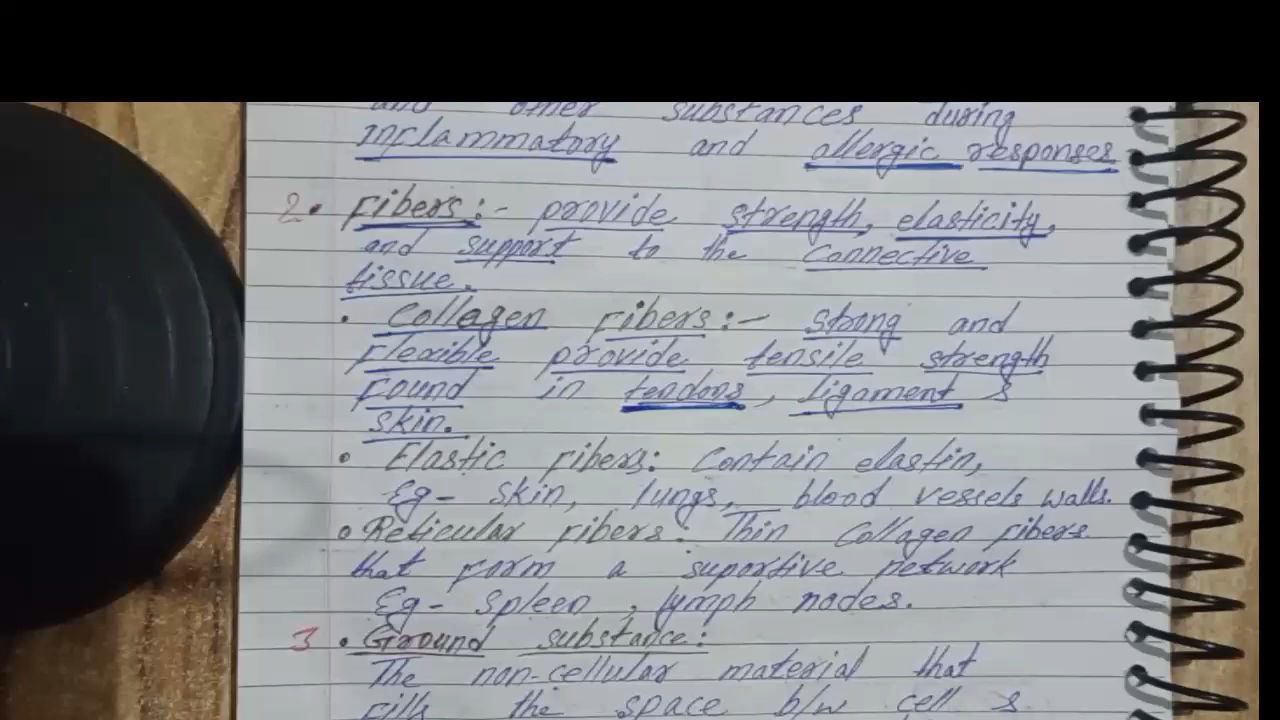 and other substances during
Inflammatory and allergic responses
2. Fibers:- provide strength, elasticity,
and support to the connective
tissue.
• Collagen Fibers:- strong and
Flexible provide tensile strength
Found in tendons, ligament &
skin.
• Elastic Fibers: Contain elastin,
Eg- skin, lungs, blood vessels walls.
• Reticular Fibers: Thin Collagen Fibers
that Form a suportive network
Eg- Spleen, lymph nodes.
3 • Ground substance:
The non-cellular material that
Fills the space b/w cell &